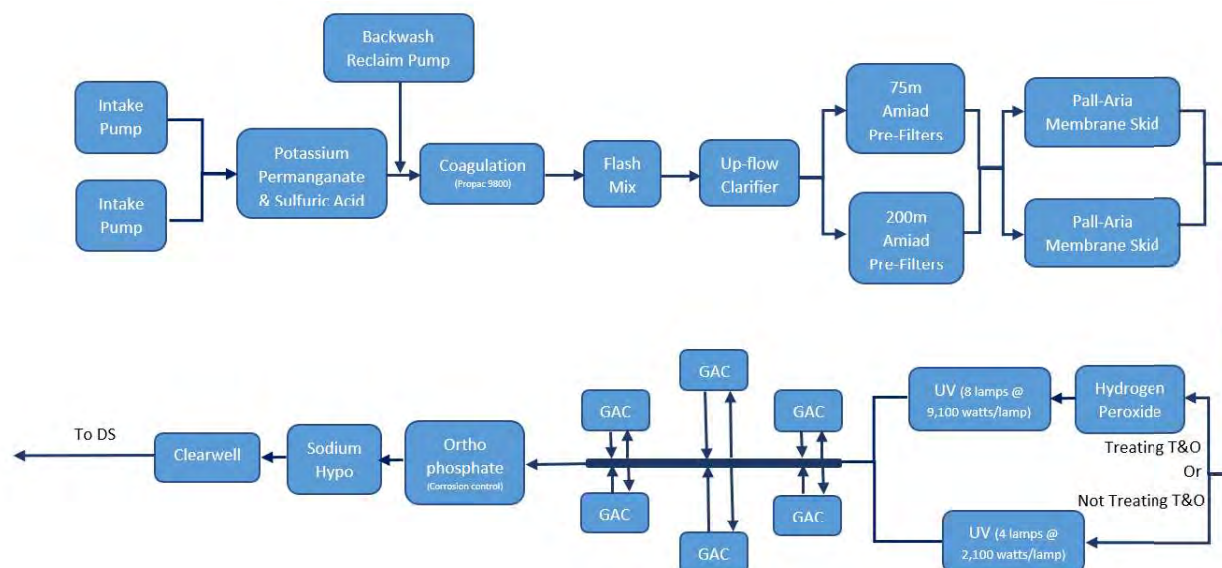 Backwash
Reclaim Pump
Intake
Pump
Intake
Pump
Potassium
Permanganate
& Sulfuric Acid
Coagulation
(Propac 9800)
Flash
Mix
Up-flow
Clarifier
75m
Amiad
Pre-Filters
200m
Amiad
Pre-Filters
Pall-Aria
Membrane Skid
Pall-Aria
Membrane Skid
Hydrogen
Peroxide
Treating T&O
Or
Not Treating T&O
UV (8 lamps @
9,100 watts/lamp)
UV (4 lamps @
2,100 watts/lamp)
GAC
GAC
GAC
GAC
GAC
GAC
Ortho
phosphate
(Corrosion control)
Sodium
Hypo
Clearwell
To DS